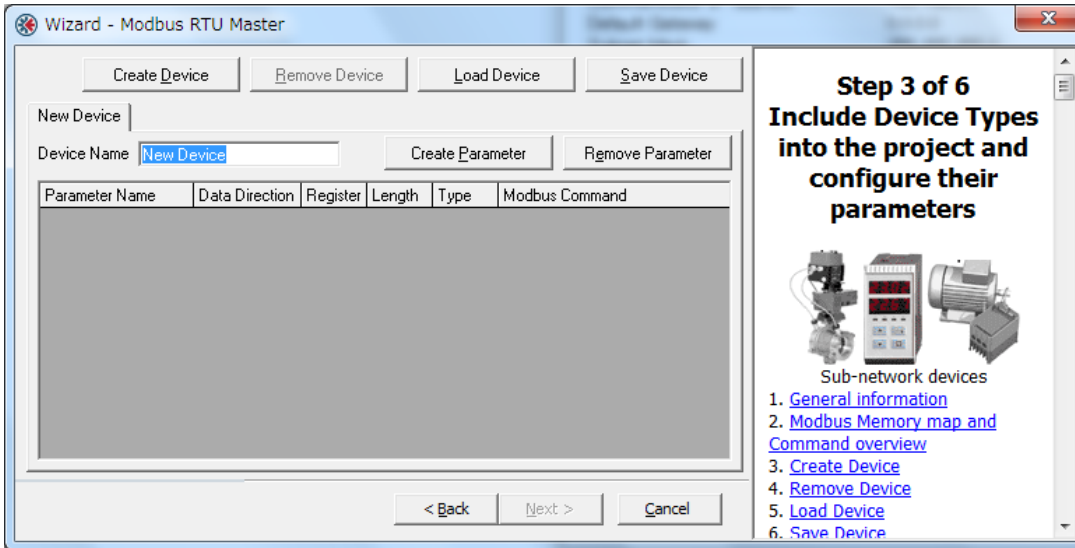 Wizard - Modbus RTU Master
Create Device Remove Device Load Device Save Device
New Device
Device Name New Device Create Parameter Remove Parameter
Parameter Name Data Direction Register Length Type Modbus Command
< Back Next > Cancel
Step 3 of 6
Include Device Types
into the project and
configure their
parameters
Sub-network devices
1. General information
2. Modbus Memory map and
Command overview
3. Create Device
4. Remove Device
5. Load Device
6. Save Device